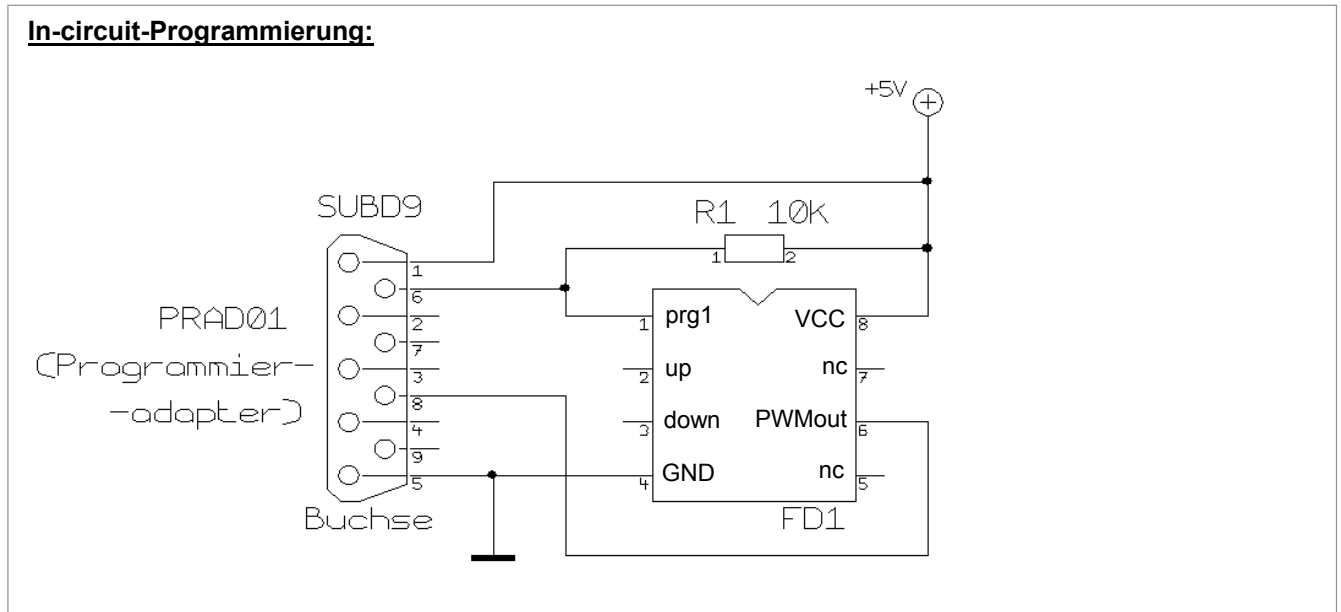 In-circuit-Programmierung:
+5V
SUBD9
R1 10K
1 2
1
6
2
7
3
8
4
9
5
PRAD01
(Programmier-
-adapter)
Buchse
1 prg1 VCC 8
2 up nc 7
3 down PWMout 6
4 GND nc 5
FD1